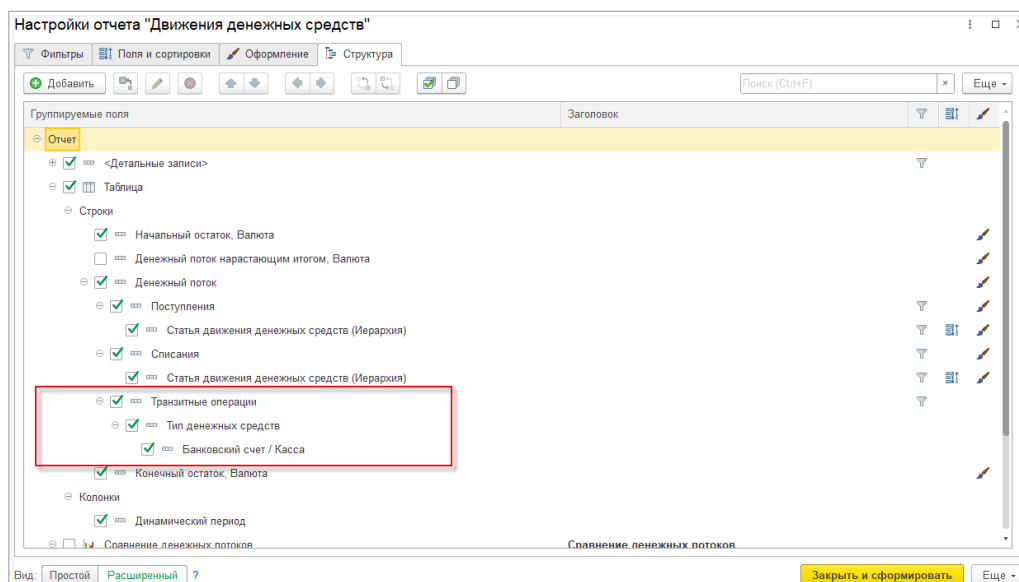 Настройки отчета "Движения денежных средств"
Фильтры Поля и сортировки Оформление Структура
Добавить Поиск (Ctrl+F) × Еще
Группируемые поля Заголовок
Отчет
<Детальные записи>
Таблица
Строки
Начальный остаток, Валюта
Денежный поток нарастающим итогом, Валюта
Денежный поток
Поступления
Статья движения денежных средств (Иерархия)
Списания
Статья движения денежных средств (Иерархия)
Транзитные операции
Тип денежных средств
Банковский счет / Касса
Конечный остаток, Валюта
Колонки
Динамический период
Сравнение денежных потоков Сравнение денежных потоков
Вид: Простой Расширенный ? Закрыть и сформировать Еще